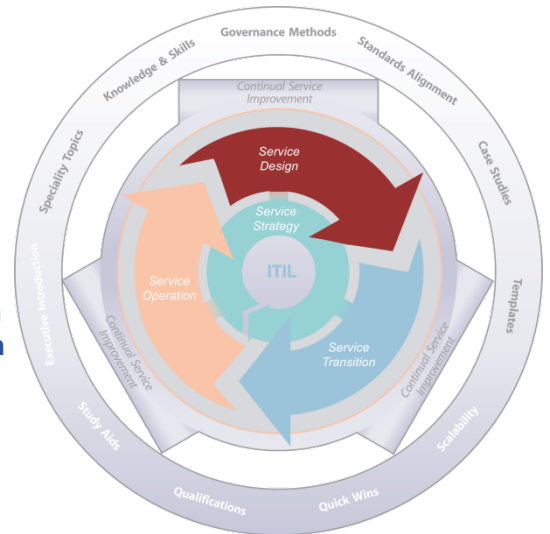 Governance Methods
Knowledge & Skills
Standards Alignment
Speciality Topics
Case Studies
Executive Introduction
Templates
Study Aids
Scalability
Qualifications
Quick Wins
Continual Service
Improvement
Service
Design
Service
Strategy
ITIL
Service
Operation
Service
Transition
Continual Service
Improvement
Continual Service
Improvement